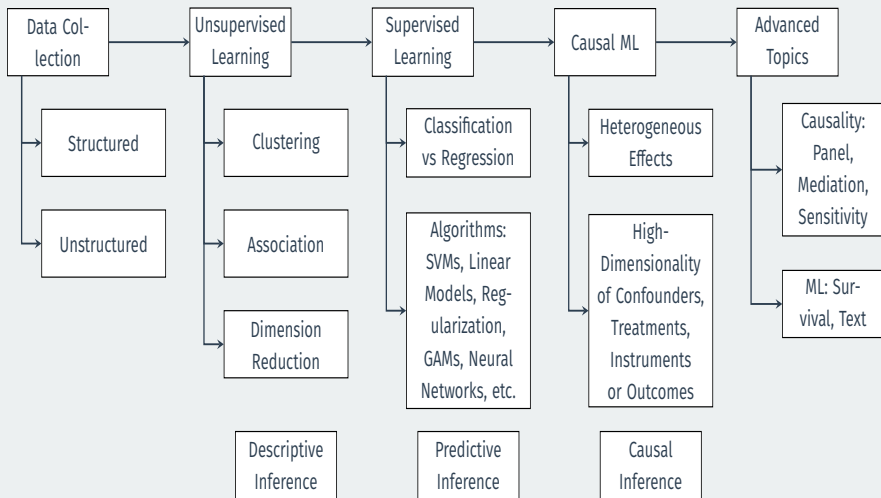 Data Col-
lection
Unsupervised
Learning
Supervised
Learning
Causal ML
Advanced
Topics
Structured
Unstructured
Clustering
Association
Dimension
Reduction
Classification
vs Regression
Algorithms:
SVMs, Linear
Models, Reg-
ularization,
GAMs, Neural
Networks, etc.
Heterogeneous
Effects
High-
Dimensionality
of Confounders,
Treatments,
Instruments
or Outcomes
Causality:
Panel,
Mediation,
Sensitivity
ML: Sur-
vival, Text
Descriptive
Inference
Predictive
Inference
Causal
Inference